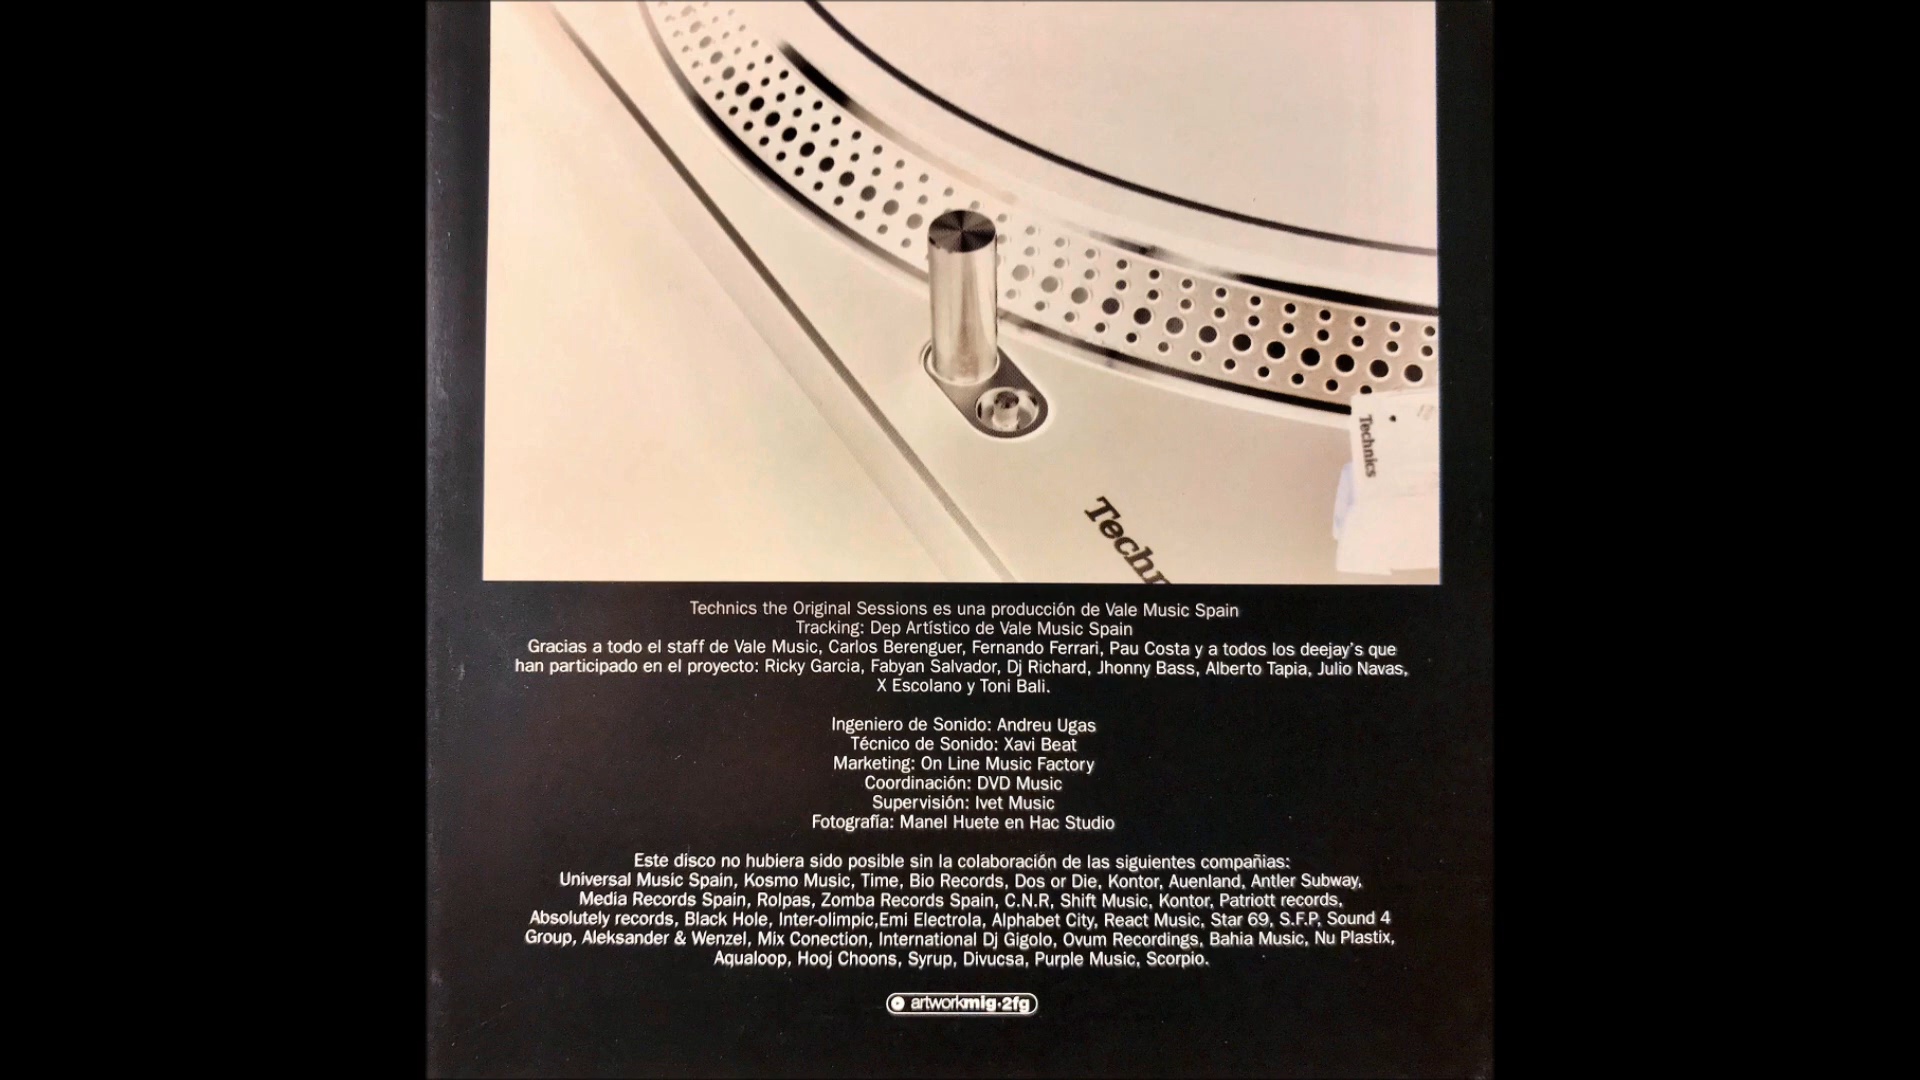 Technics
Techn
Technics the Original Sessions es una producción de Vale Music Spain
Tracking: Dep Artístico de Vale Music Spain
Gracias a todo el staff de Vale Music, Carlos Berenguer, Fernando Ferrari, Pau Costa y a todos los deejay's que
han participado en el proyecto: Ricky Garcia, Fabyan Salvador, Dj Richard, Jhonny Bass, Alberto Tapia, Julio Navas,
X Escolano y Toni Bali.
Ingeniero de Sonido: Andreu Ugas
Técnico de Sonido: Xavi Beat
Marketing: On Line Music Factory
Coordinación: DVD Music
Supervisión: Ivet Music
Fotografía: Manel Huete en Hac Studio
Este disco no hubiera sido posible sin la colaboración de las siguientes compañias:
Universal Music Spain, Kosmo Music, Time, Bio Records, Dos or Die, Kontor, Auenland, Antler Subway,
Media Records Spain, Rolpas, Zomba Records Spain, C.N.R, Shift Music, Kontor, Patriott records,
Absolutely records, Black Hole, Inter-olimpic,Emi Electrola, Alphabet City, React Music, Star 69, S.F.P, Sound 4
Group, Aleksander & Wenzel, Mix Conection, International Dj Gigolo, Ovum Recordings, Bahia Music, Nu Plastix,
Aqualoop, Hooj Choons, Syrup, Divucsa, Purple Music, Scorpio.
artworkmig·2fg